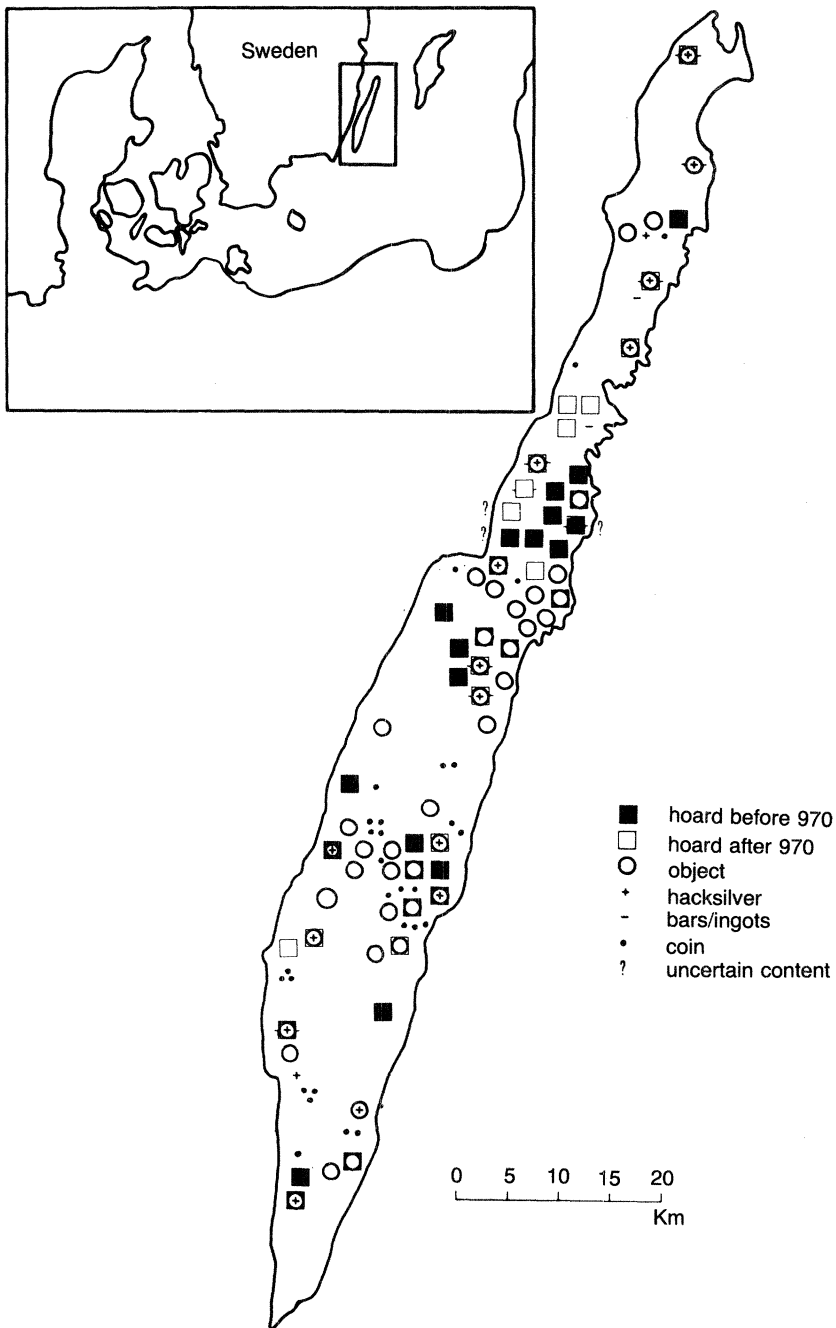 Sweden
hoard before 970
hoard after 970
object
hacksilver
bars/ingots
coin
? uncertain content
? 
?
?
0 5 10 15 20
Km